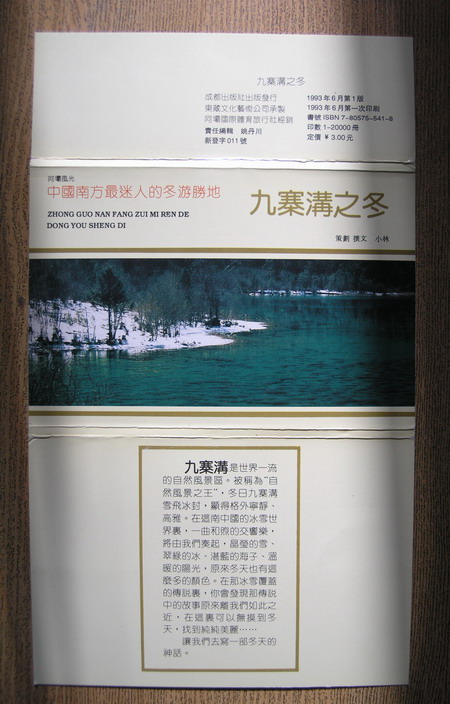 九寨溝之冬
成都出版社出版發行
東藏文化藝術公司承製
阿壩國際體育旅行社經銷
責任編輯 姚丹川
新登字011號
1993年6月第1版
1993年6月第一次印刷
書號 ISBN 7-80575-541-8
印數 1-20000冊
定價 ¥ 3.00元
阿壩風光
中國南方最迷人的冬游勝地
ZHONG GUO NAN FANG ZUI MI REN DE
DONG YOU SHENG DI
九寨溝之冬
策劃 撰文 小林
九寨溝是世界一流
的自然風景區。被稱為“自
然風景之王”，冬日九寨溝
雪飛冰封，顯得格外寧靜、
高雅。在這南中國的冰雪世
界裏，一曲和煦的交響樂，
將由我們奏起，晶瑩的雪、
翠綠的冰、湛藍的海子、溫
暖的陽光，原來冬天也有這
麽多的顏色。在那冰雪覆蓋
的傳説裏，你會發現那傳説
中的故事原來離我們如此之
近，在這裏可以撫摸到冬
天，找到純純美麗……
讓我們去寫一部冬天的
神話。